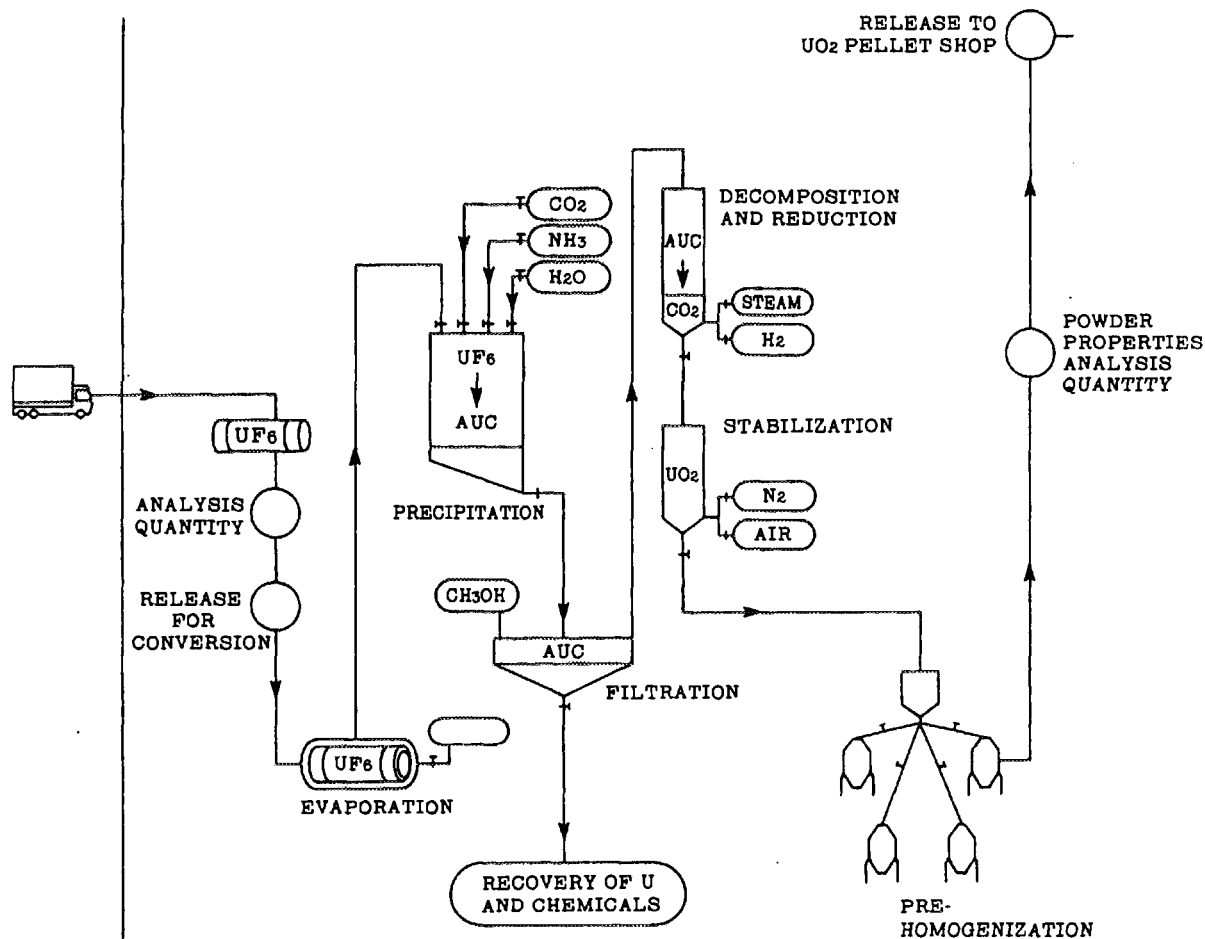 RELEASE TO
UO2 PELLET SHOP
CO2
NH3
H2O
DECOMPOSITION
AND REDUCTION
AUC
CO2
STEAM
H2
POWDER
PROPERTIES
ANALYSIS
QUANTITY
UF6
AUC
UF6
STABILIZATION
UO2
N2
AIR
ANALYSIS
QUANTITY
PRECIPITATION
RELEASE
FOR
CONVERSION
CH3OH
AUC
FILTRATION
UF6
EVAPORATION
RECOVERY OF U
AND CHEMICALS
PRE-
HOMOGENIZATION